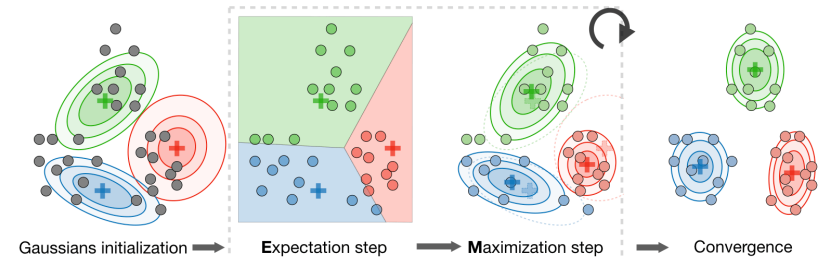 Gaussians initialization
Expectation step
Maximization step
Convergence